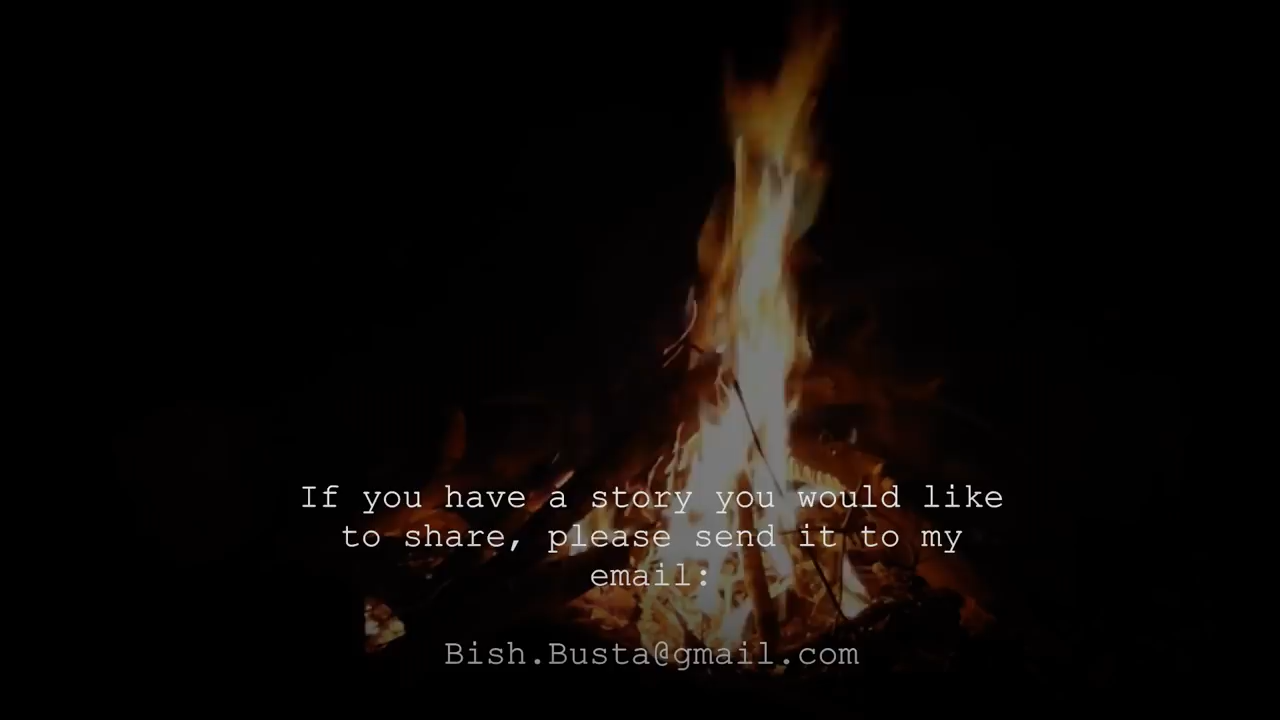 If you have a story you would like
to share, please send it to my
email:
Bish.Busta@gmail.com